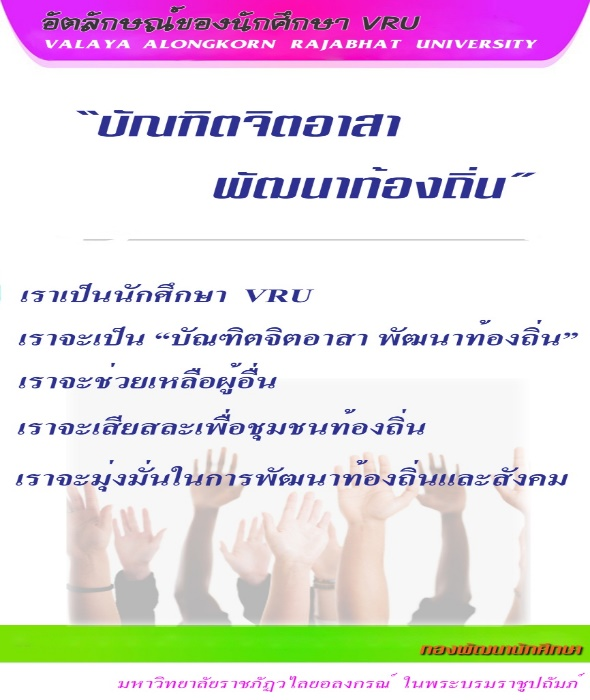 อัตลักษณ์ของนักศึกษา VRU
VALAYA ALONGKORN RAJABHAT UNIVERSITY
“บัณฑิตจิตอาสา
พัฒนาท้องถิ่น”
เราเป็นนักศึกษา VRU
เราจะเป็น “บัณฑิตจิตอาสา พัฒนาท้องถิ่น”
เราจะช่วยเหลือผู้อื่น
เราจะเสียสละเพื่อชุมชนท้องถิ่น
เราจะมุ่งมั่นในการพัฒนาท้องถิ่นและสังคม
กองพัฒนานักศึกษา
มหาวิทยาลัยราชภัฏวไลยอลงกรณ์ ในพระบรมราชูปถัมภ์